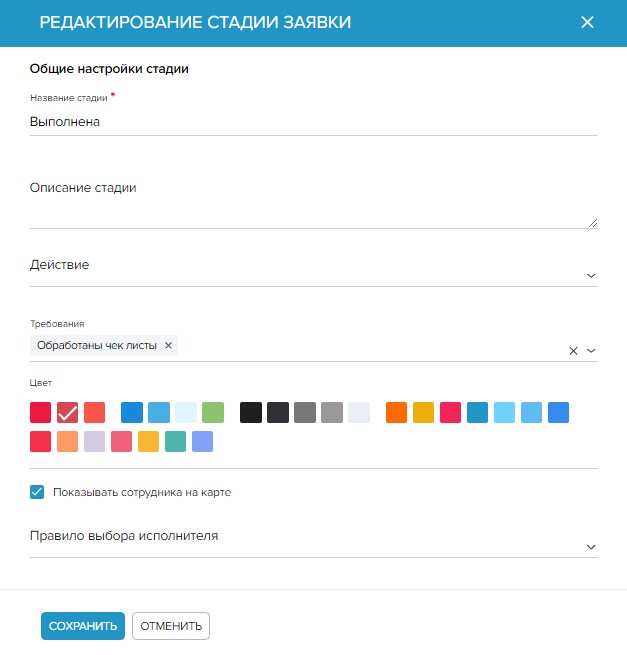 РЕДАКТИРОВАНИЕ СТАДИИ ЗАЯВКИ
Общие настройки стадии
Название стадии *
Выполнена
Описание стадии
Действие
Требования
Обработаны чек листы
Цвет
Показывать сотрудника на карте
Правило выбора исполнителя
СОХРАНИТЬ ОТМЕНИТЬ